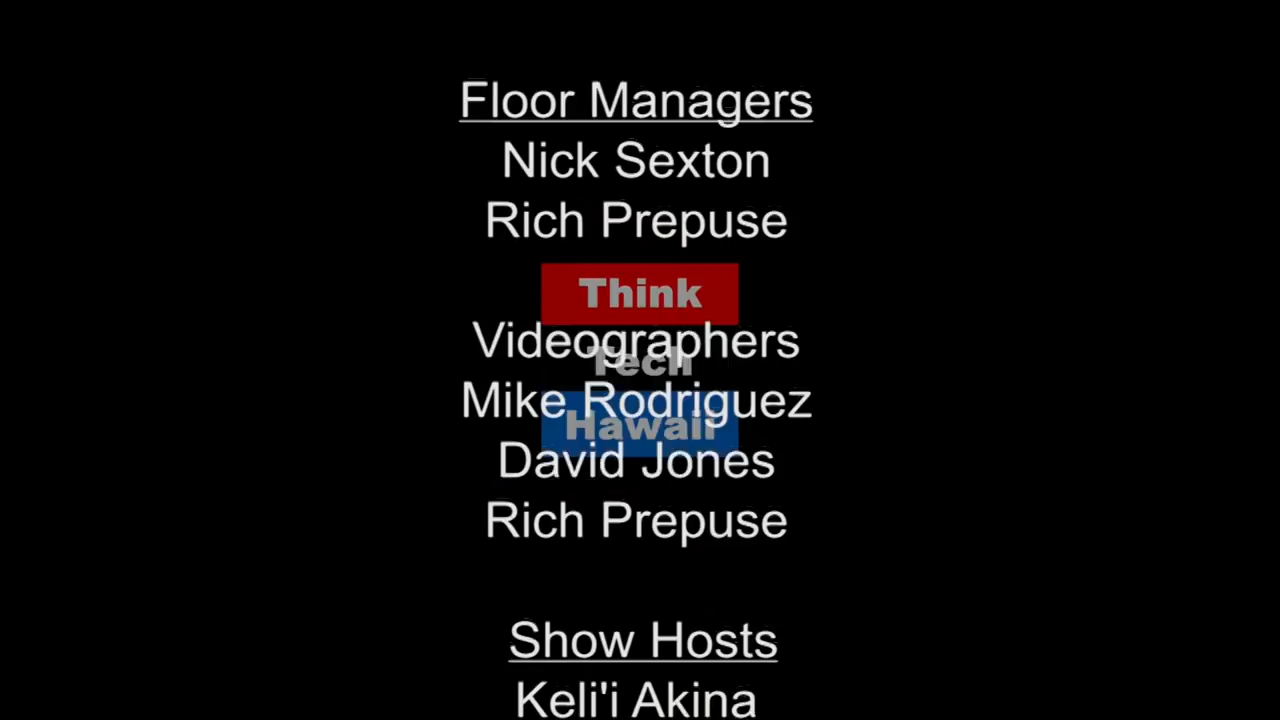 Floor Managers
Nick Sexton
Rich Prepuse
Think
Videographers
Tech
Mike Rodriguez
Hawaii
David Jones
Rich Prepuse
Show Hosts
Keli'i Akina